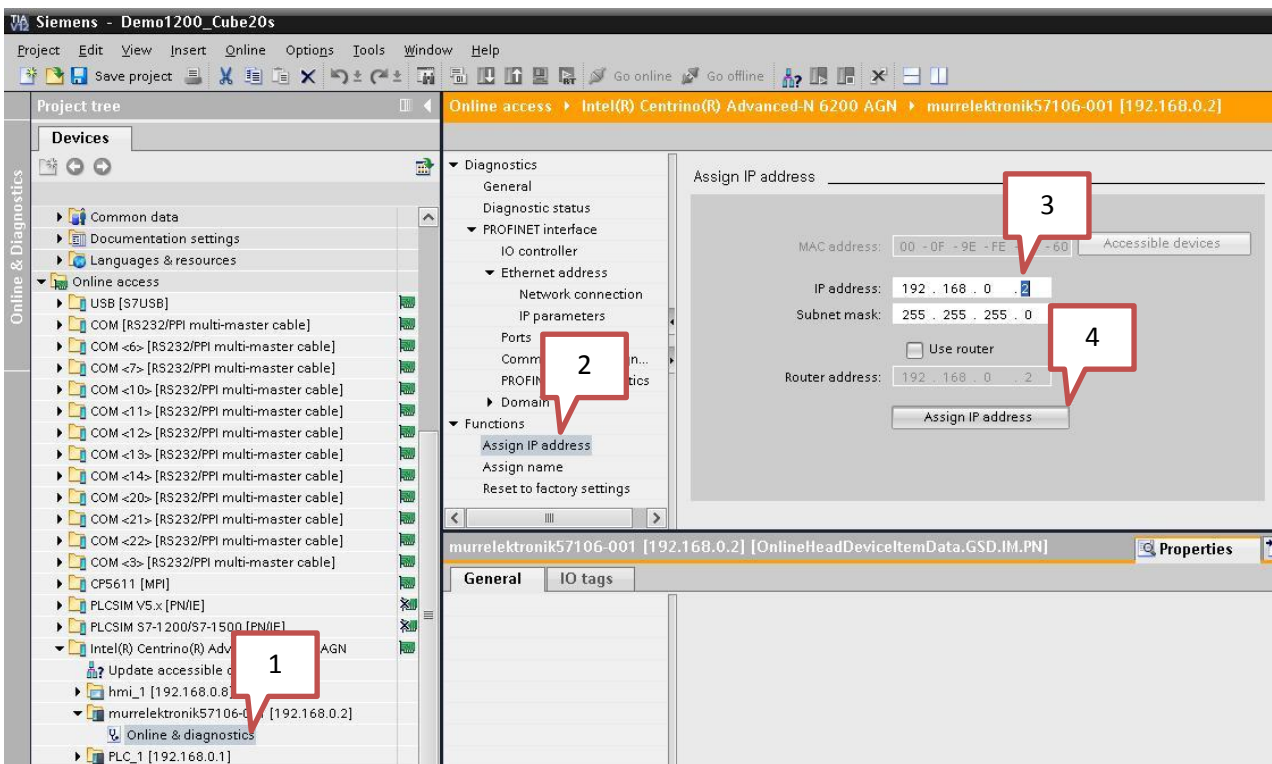 Siemens - Demo1200_Cube20s
Project Edit View Insert Online Options Tools Window Help
Save project Go online Go offline
Project tree
Devices
Online & Diagnostics
Common data
Documentation settings
Languages & resources
Online access
USB [S7USB]
COM [RS232/PPI multi-master cable]
COM <6> [RS232/PPI multi-master cable]
COM <7> [RS232/PPI multi-master cable]
COM <10> [RS232/PPI multi-master cable]
COM <11> [RS232/PPI multi-master cable]
COM <12> [RS232/PPI multi-master cable]
COM <13> [RS232/PPI multi-master cable]
COM <14> [RS232/PPI multi-master cable]
COM <20> [RS232/PPI multi-master cable]
COM <21> [RS232/PPI multi-master cable]
COM <22> [RS232/PPI multi-master cable]
COM <3> [RS232/PPI multi-master cable]
CP5611 [MPI]
PLCSIM V5.x [PN/IE]
PLCSIM S7-1200/S7-1500 [PN/IE]
Intel(R) Centrino(R) AGN
Update accessible
hmi_1 [192.168.0.8]
murrelektronik57106- [192.168.0.2]
Online & diagnostics
PLC_1 [192.168.0.1]
1
Online access Intel(R) Centrino(R) Advanced-N 6200 AGN murrelektronik57106-001 [192.168.0.2]
Diagnostics
General
Diagnostic status
PROFINET interface
IO controller
Ethernet address
Network connection
IP parameters
Ports
Domain
Functions
Assign IP address
Assign name
Reset to factory settings
2
Assign IP address
3
MAC address: 00 -0F -9E -FE - -60 Accessible devices
IP address: 192 . 168 . 0 . 2
Subnet mask: 255 . 255 . 255 . 0
4
Use router
Router address: 192 . 168 . 0 . 2
Assign IP address
murrelektronik57106-001 [192.168.0.2] [OnlineHeadDeviceItemData.GSD.IM.PN] Properties
General IO tags